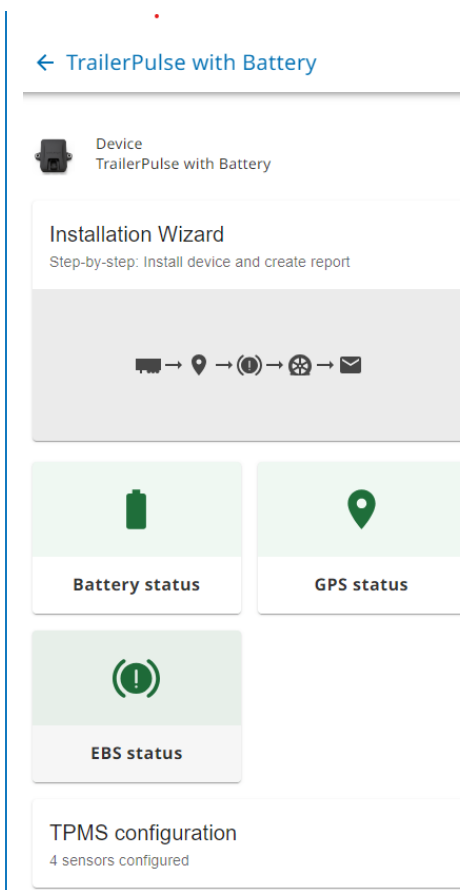 TrailerPulse with Battery
Device
TrailerPulse with Battery
Installation Wizard
Step-by-step: Install device and create report
Battery status
GPS status
EBS status
TPMS configuration
4 sensors configured